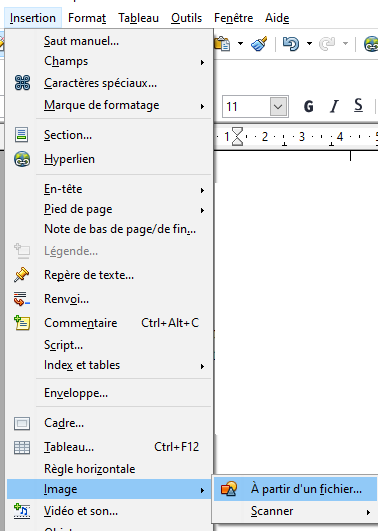 Insertion Format Tableau Outils Fenêtre Aide
Saut manuel...
Champs
Caractères spéciaux...
Marque de formatage
11 G I S
Section...
1 2 3 4 5
Hyperlien
En-tête
Pied de page
Note de bas de page/de fin...
Légende...
Repère de texte...
Renvoi...
Commentaire Ctrl+Alt+C
Script...
Index et tables
Enveloppe...
Cadre...
Tableau... Ctrl+F12
Règle horizontale
Image À partir d'un fichier...
Vidéo et son... Scanner